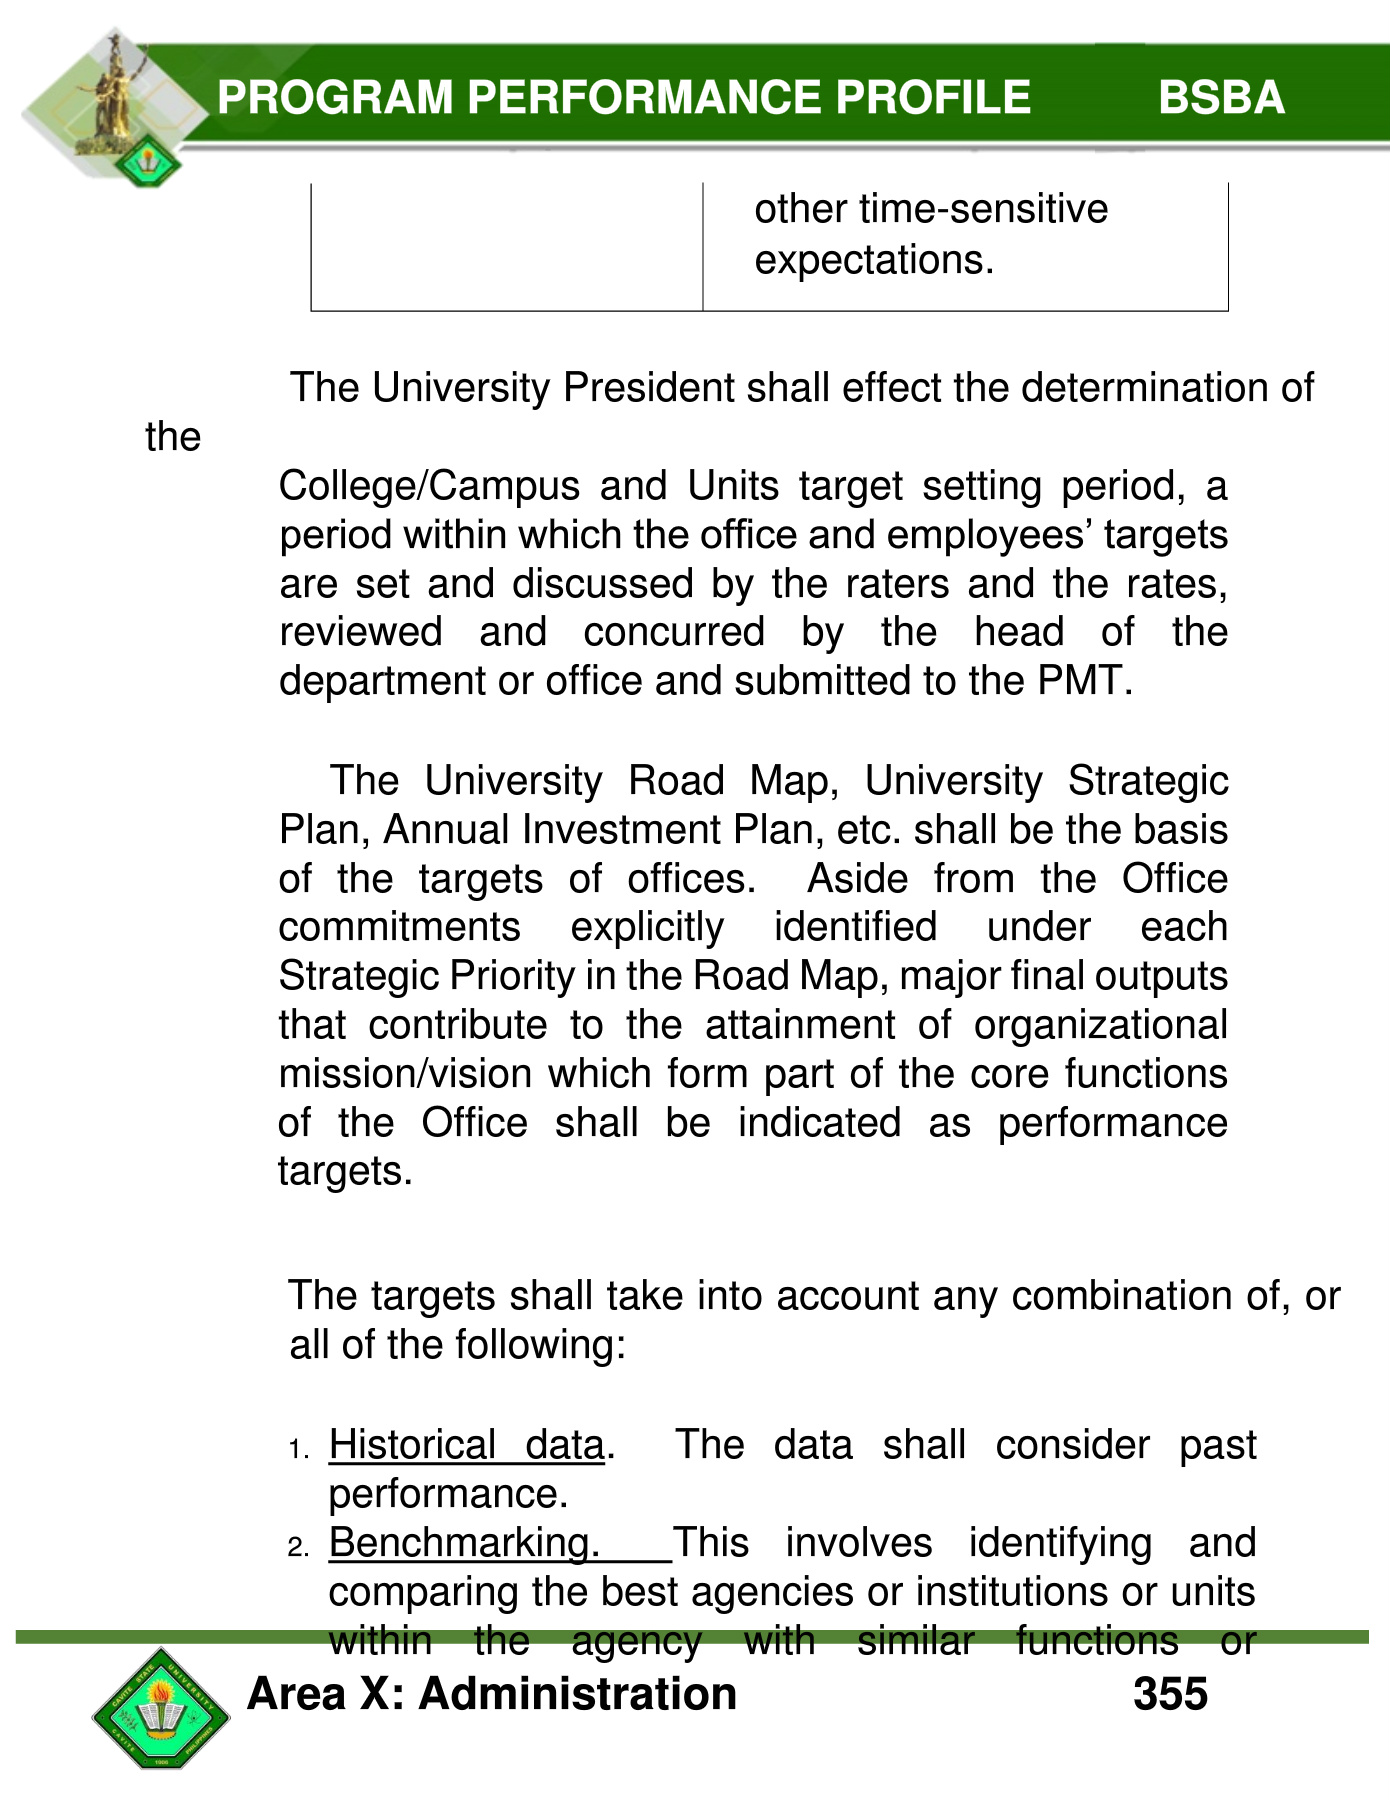 PROGRAM PERFORMANCE PROFILE BSBA
other time-sensitive
expectations.
The University President shall effect the determination of
the
College/Campus and Units target setting period, a
period within which the office and employees’ targets
are set and discussed by the raters and the rates,
reviewed and concurred by the head of the
department or office and submitted to the PMT.
The University Road Map, University Strategic
Plan, Annual Investment Plan, etc. shall be the basis
of the targets of offices. Aside from the Office
commitments explicitly identified under each
Strategic Priority in the Road Map, major final outputs
that contribute to the attainment of organizational
mission/vision which form part of the core functions
of the Office shall be indicated as performance
targets.
The targets shall take into account any combination of, or
all of the following:
1. Historical data. The data shall consider past
performance.
2. Benchmarking. This involves identifying and
comparing the best agencies or institutions or units
within the agency with similar functions or
CAVITE STATE UNIVERSITY
CAVITE PHILIPPINES
1906
Area X: Administration 355